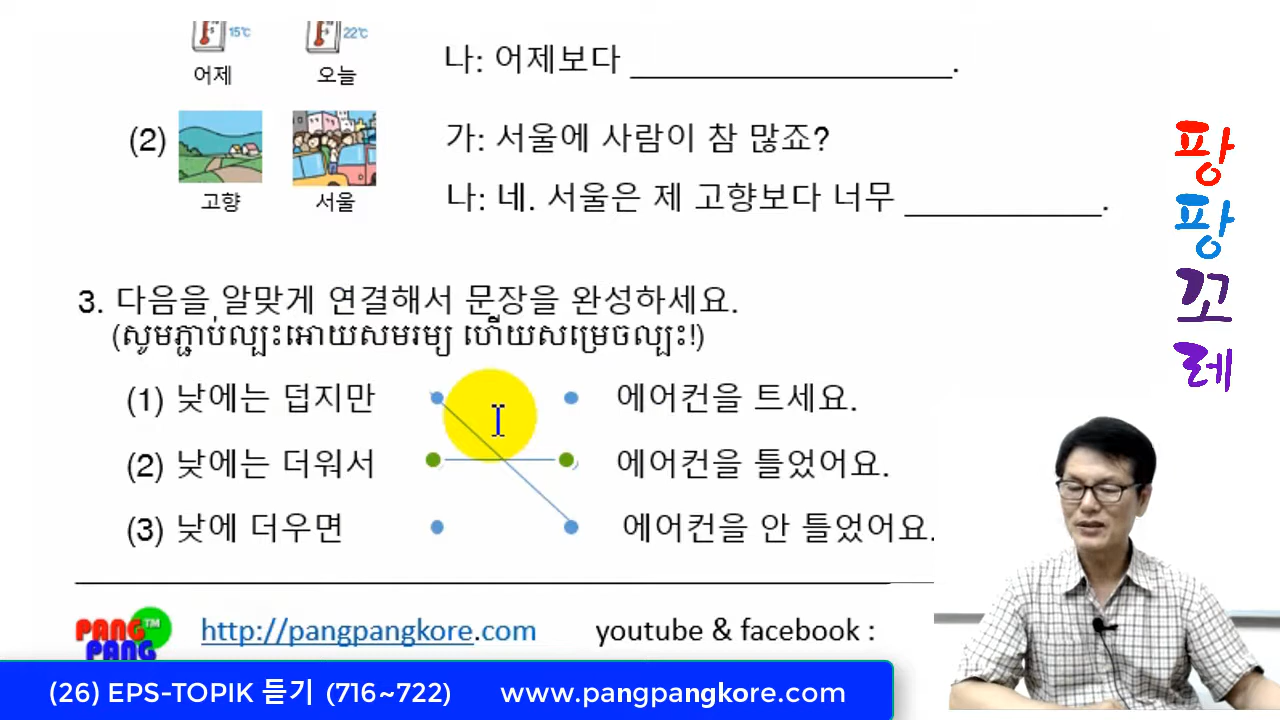 15℃ 22℃
어제 오늘
나: 어제보다 ____________________.
(2) 가: 서울에 사람이 참 많죠?
고향 서울
나: 네. 서울은 제 고향보다 너무 ____________.
3. 다음을 알맞게 연결해서 문장을 완성하세요.
(សូមភ្ជាប់ល្បះអោយសមរម្យ ហើយសម្រេចល្បះ!)
(1) 낮에는 덥지만 에어컨을 트세요.
(2) 낮에는 더워서 에어컨을 틀었어요.
(3) 낮에 더우면 에어컨을 안 틀었어요.
PANG™
PANG
http://pangpangkore.com youtube & facebook :
(26) EPS-TOPIK 듣기 (716~722) www.pangpangkore.com
팡
팡
꼬
레